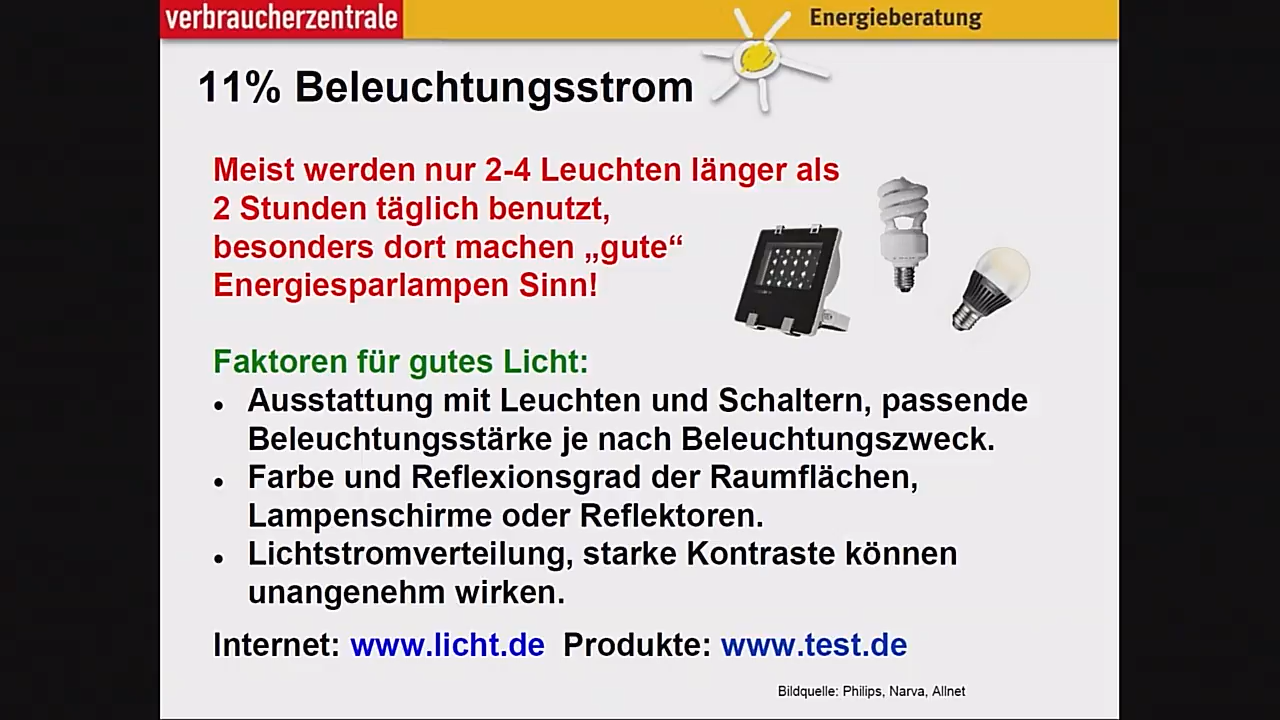 verbraucherzentrale
Energieberatung
11% Beleuchtungsstrom
Meist werden nur 2-4 Leuchten länger als
2 Stunden täglich benutzt,
besonders dort machen „gute“
Energiesparlampen Sinn!
Faktoren für gutes Licht:
• Ausstattung mit Leuchten und Schaltern, passende
Beleuchtungsstärke je nach Beleuchtungszweck.
• Farbe und Reflexionsgrad der Raumflächen,
Lampenschirme oder Reflektoren.
• Lichtstromverteilung, starke Kontraste können
unangenehm wirken.
Internet: www.licht.de Produkte: www.test.de
Bildquelle: Philips, Narva, Allnet